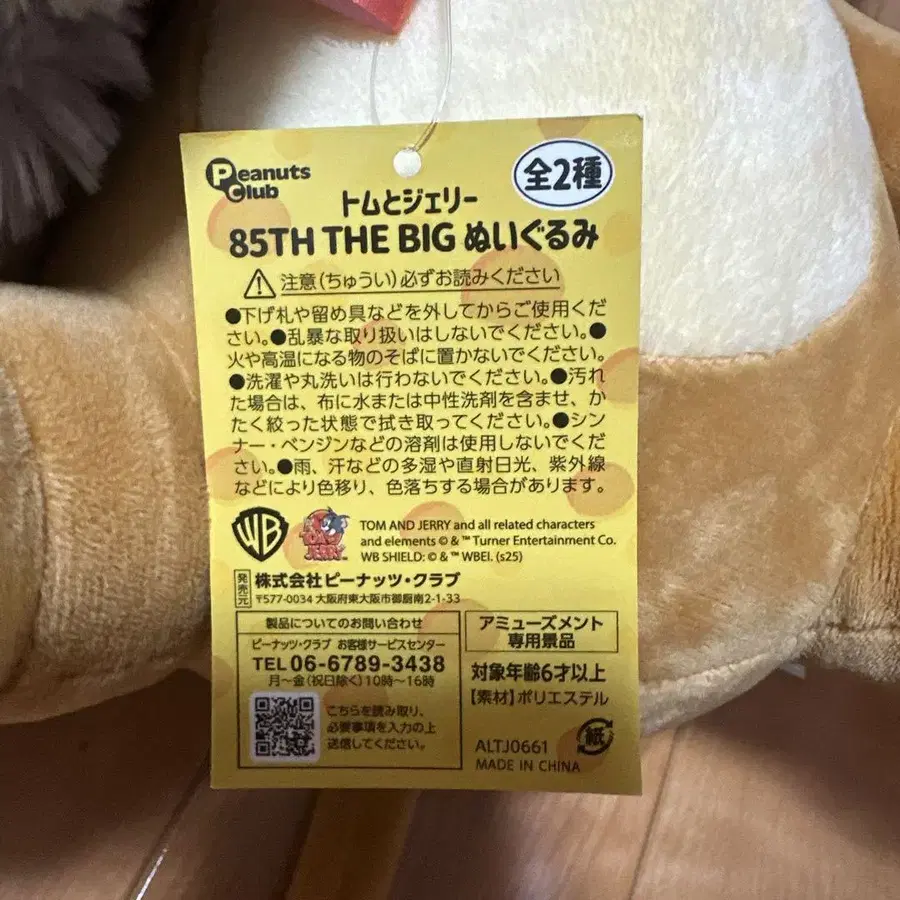 Peanuts Club
全2種
トムとジェリー
85TH THE BIG ぬいぐるみ
注意(ちゅうい)必ずお読みください
●下げ札や留め具などを外してからご使用くだ
さい。●乱暴な取り扱いはしないでください。●
火や高温になる物のそばに置かないでください。
●洗濯や丸洗いは行わないでください。●汚れ
た場合は、布に水または中性洗剤を含ませ、か
たく絞った状態で拭き取ってください。●シン
ナー・ベンジンなどの溶剤は使用しないでくだ
さい。●雨、汗などの多湿や直射日光、紫外線
などにより色移り、色落ちする場合があります。
WB
TOM AND JERRY
TOM AND JERRY and all related characters
and elements © & ™ Turner Entertainment Co.
WB SHIELD: © & ™ WBEI. (s25)
発売元 株式会社ピーナッツ・クラブ
〒577-0034 大阪府東大阪市御厨南2-1-33
製品についてのお問い合わせ
ピーナッツ・クラブ お客様サービスセンター
TEL 06-6789-3438
月〜金(祝日除く)10時〜16時
こちらを読み取り、
必要事項を入力の上
送信してください。
アミューズメント
専用景品
対象年齢6才以上
【素材】ポリエステル
ALTJ0661
紙
MADE IN CHINA